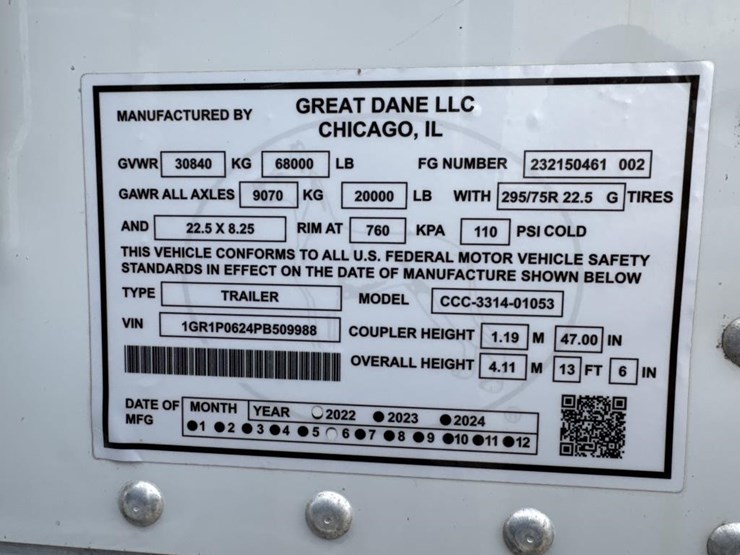 MANUFACTURED BY GREAT DANE LLC
CHICAGO, IL
GVWR 30840 KG 68000 LB FG NUMBER 232150461 002
GAWR ALL AXLES 9070 KG 20000 LB WITH 295/75R 22.5 G TIRES
AND 22.5 X 8.25 RIM AT 760 KPA 110 PSI COLD
THIS VEHICLE CONFORMS TO ALL U.S. FEDERAL MOTOR VEHICLE SAFETY
STANDARDS IN EFFECT ON THE DATE OF MANUFACTURE SHOWN BELOW
TYPE TRAILER MODEL CCC-3314-01053
VIN 1GR1P0624PB509988 COUPLER HEIGHT 1.19 M 47.00 IN
OVERALL HEIGHT 4.11 M 13 FT 6 IN
DATE OF MFG MONTH YEAR 2022 2023 2024
1 2 3 4 5 6 7 8 9 10 11 12